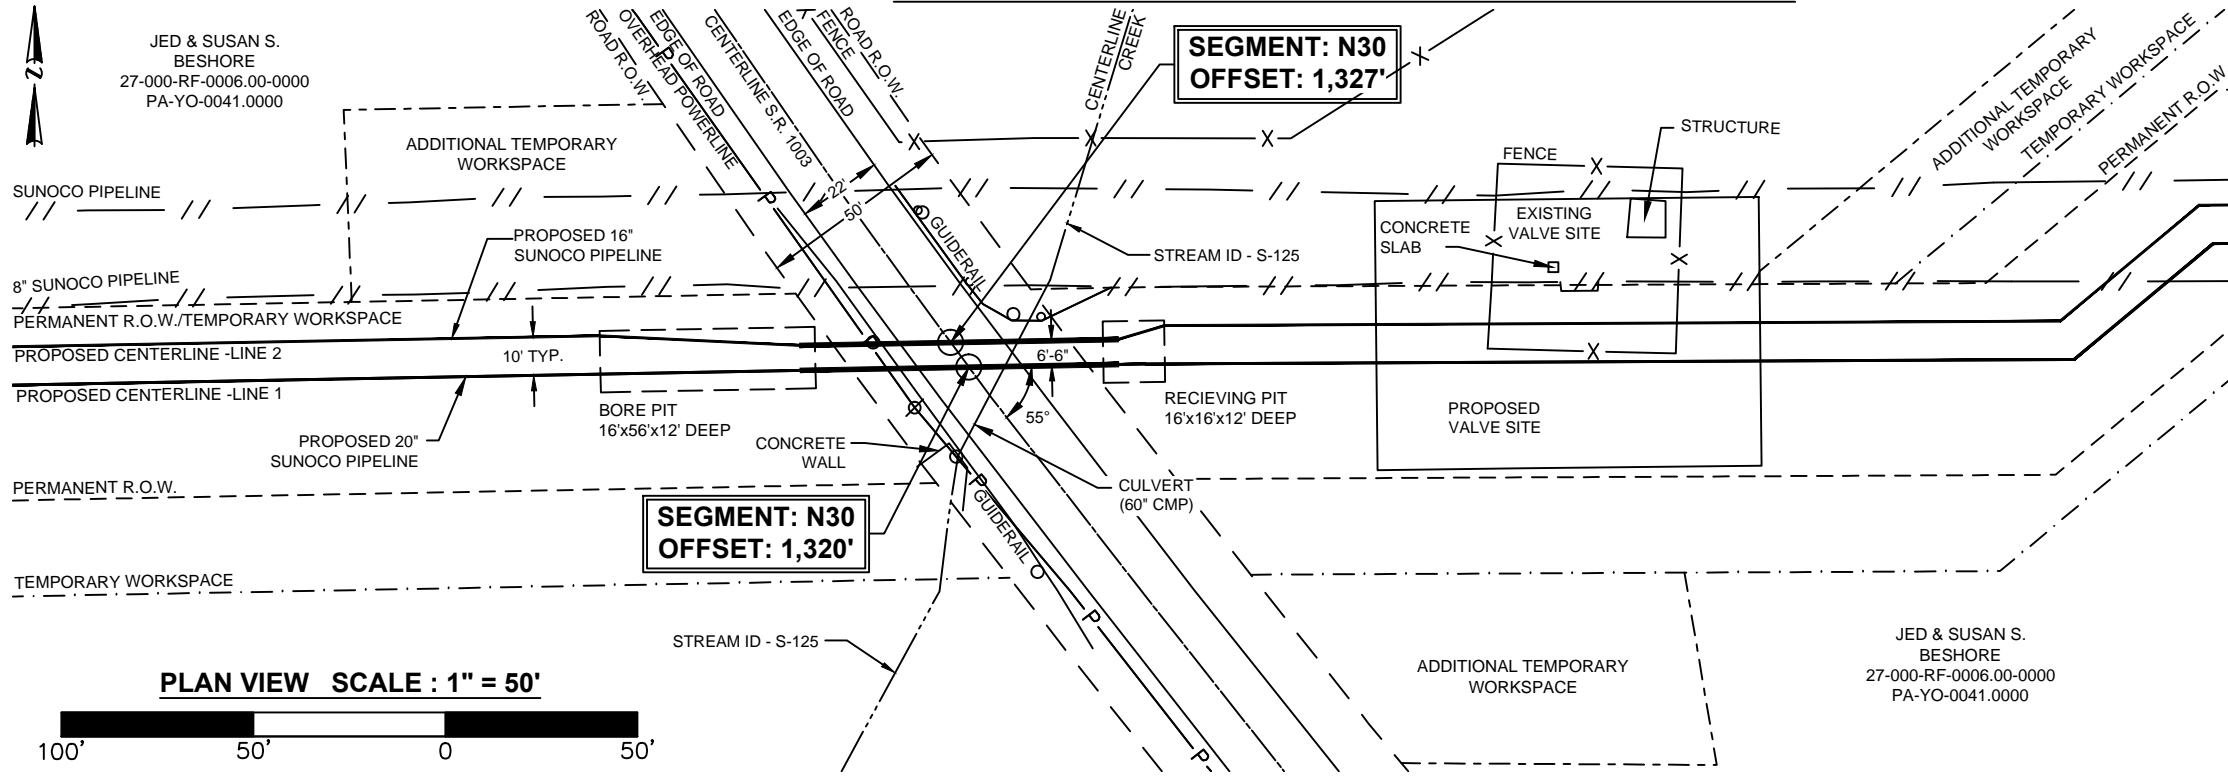 N
JED & SUSAN S.
BESHORE
27-000-RF-0006.00-0000
PA-YO-0041.0000
ROAD R.O.W.
OVERHEAD POWERLINE
EDGE OF ROAD
CENTERLINE S.R. 1003
EDGE OF ROAD
FENCE
ROAD R.O.W.
CENTERLINE
CREEK
SEGMENT: N30
OFFSET: 1,327'
ADDITIONAL TEMPORARY
WORKSPACE
TEMPORARY WORKSPACE
PERMANENT R.O.W
STRUCTURE
FENCE
ADDITIONAL TEMPORARY
WORKSPACE
SUNOCO PIPELINE
22'
50'
GUIDERAIL
EXISTING
VALVE SITE
CONCRETE
SLAB
PROPOSED 16"
SUNOCO PIPELINE
STREAM ID - S-125
8" SUNOCO PIPELINE
PERMANENT R.O.W./TEMPORARY WORKSPACE
PROPOSED CENTERLINE -LINE 2
10' TYP.
6'-6"
PROPOSED CENTERLINE -LINE 1
BORE PIT
16'x56'x12' DEEP
55°
RECIEVING PIT
16'x16'x12' DEEP
PROPOSED
VALVE SITE
PROPOSED 20"
SUNOCO PIPELINE
CONCRETE
WALL
PERMANENT R.O.W.
CULVERT
(60" CMP)
GUIDERAIL
SEGMENT: N30
OFFSET: 1,320'
TEMPORARY WORKSPACE
STREAM ID - S-125
ADDITIONAL TEMPORARY
WORKSPACE
JED & SUSAN S.
BESHORE
27-000-RF-0006.00-0000
PA-YO-0041.0000
PLAN VIEW SCALE : 1" = 50'
100' 50' 0 50'
P
P
P
P
P
X
X
X
X
X
X
X
X
X